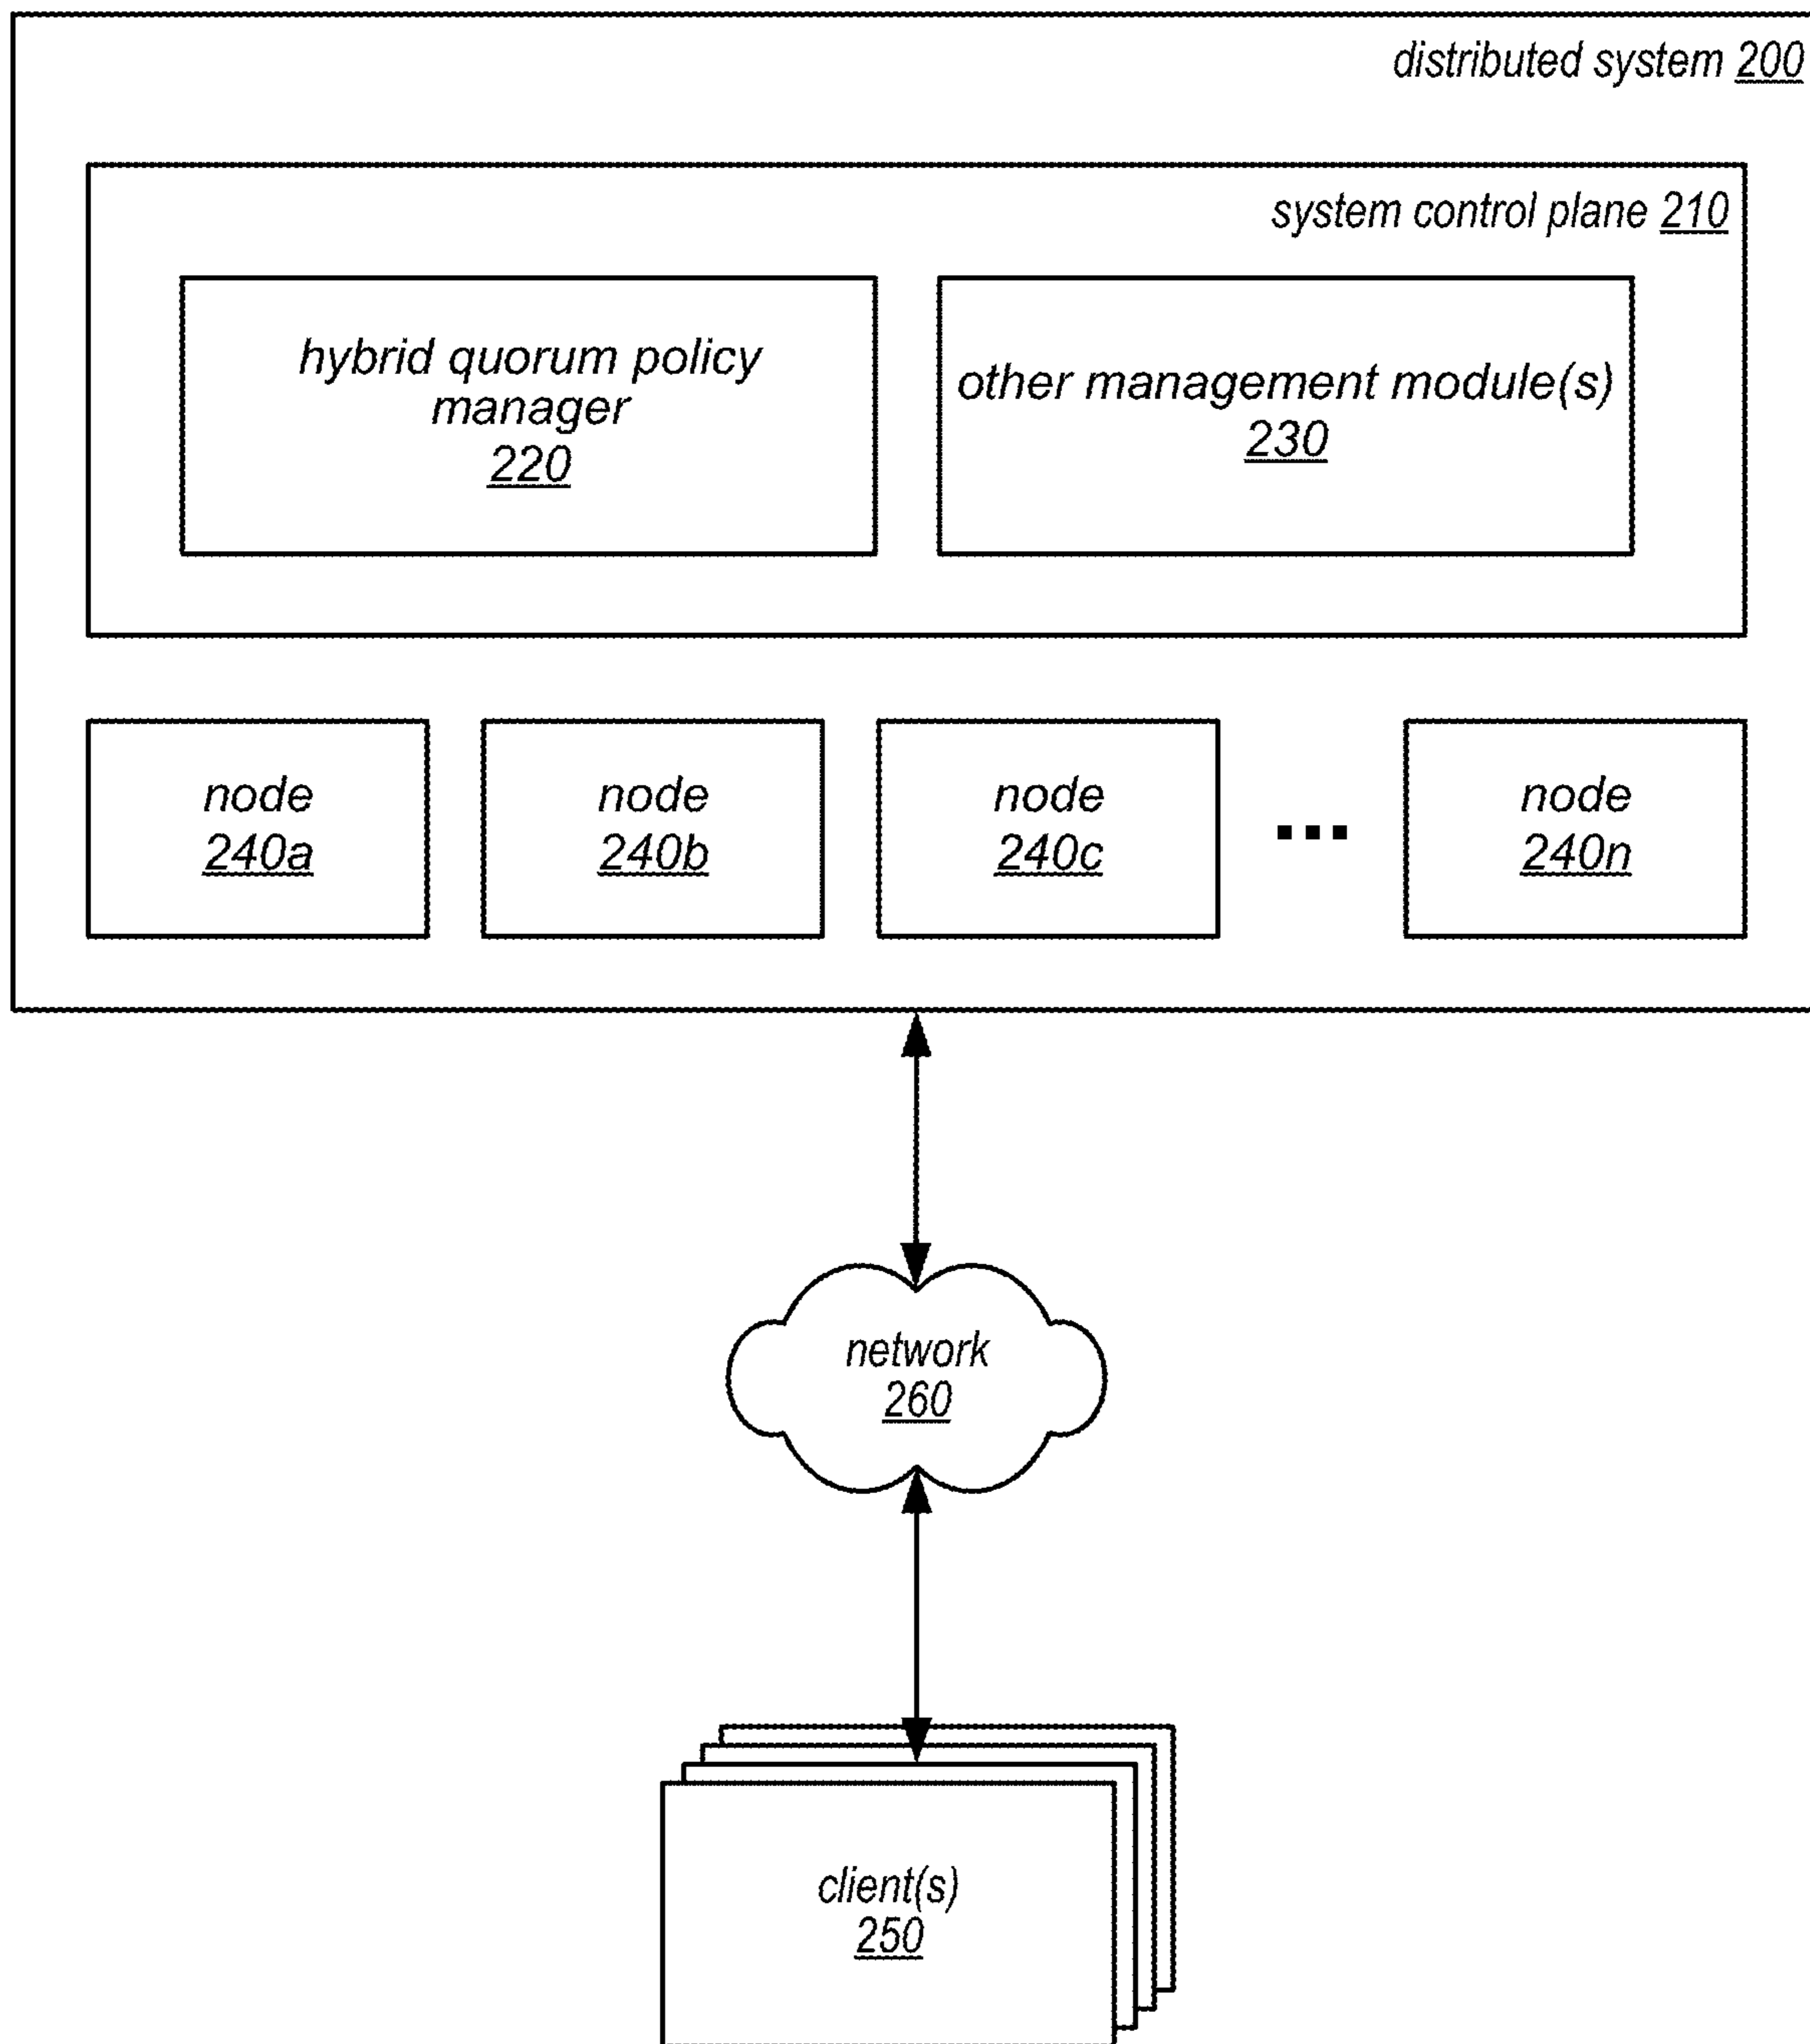 distributed system 200
system control plane 210
hybrid quorum policy
manager
220
other management module(s)
230
node
240a
node
240b
node
240c
...
node
240n
network
260
client(s)
250